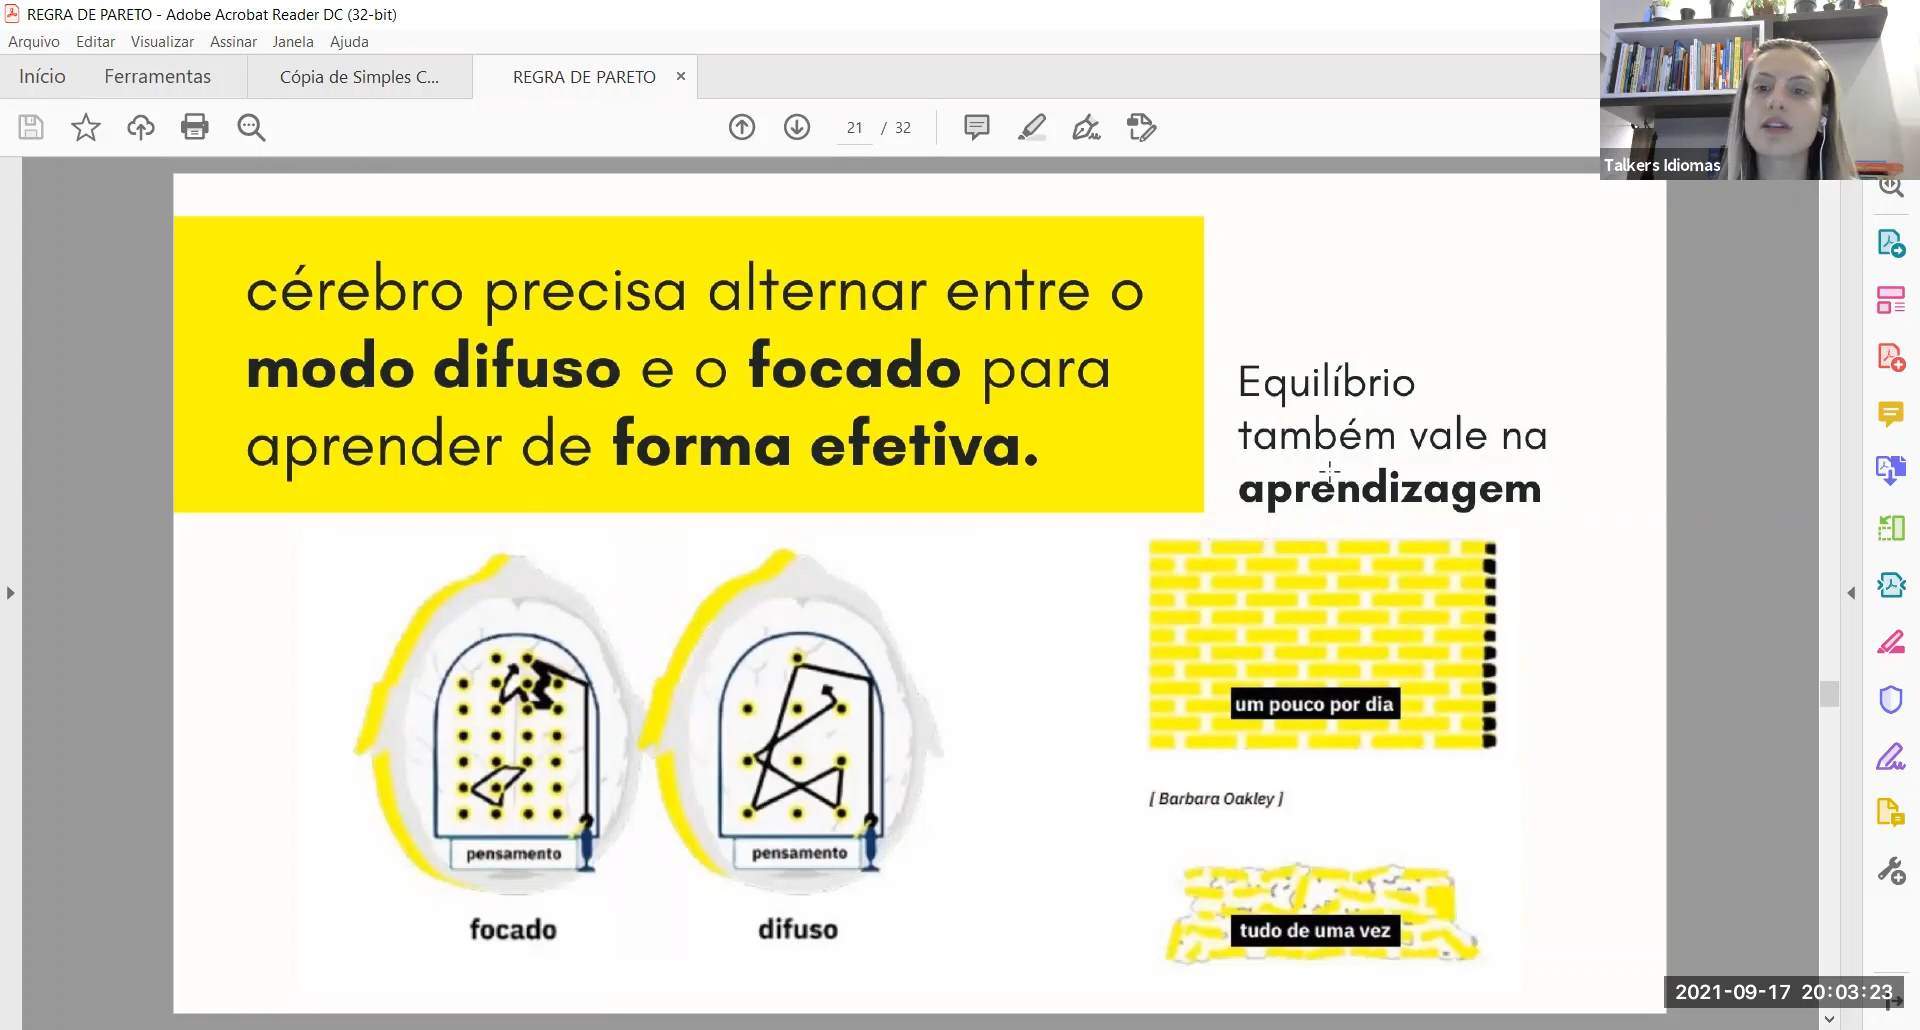 REGRA DE PARETO - Adobe Acrobat Reader DC (32-bit)
Arquivo Editar Visualizar Assinar Janela Ajuda
Início Ferramentas Cópia de Simples C... REGRA DE PARETO ×
21 / 32
Talkers Idiomas
cérebro precisa alternar entre o
modo difuso e o focado para
aprender de forma efetiva.
Equilíbrio
também vale na
aprendizagem
um pouco por dia
[ Barbara Oakley ]
pensamento
pensamento
focado
difuso
tudo de uma vez
2021-09-17 20:03:23